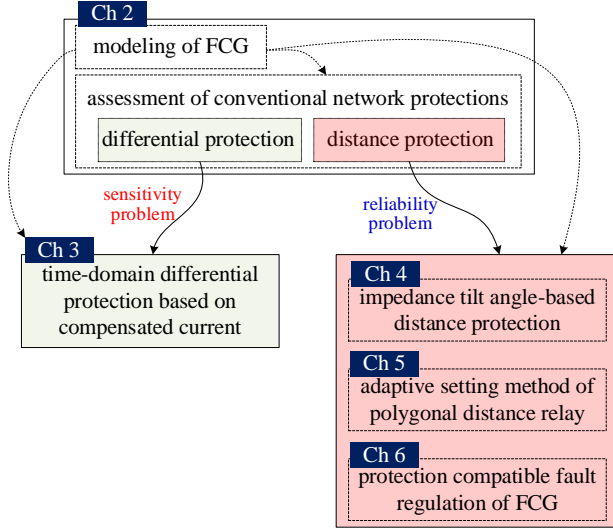 Ch 2
modeling of FCG
assessment of conventional network protections
differential protection
distance protection
sensitivity
problem
reliability
problem
Ch 3
time-domain differential
protection based on
compensated current
Ch 4
impedance tilt angle-based
distance protection
Ch 5
adaptive setting method of
polygonal distance relay
Ch 6
protection compatible fault
regulation of FCG